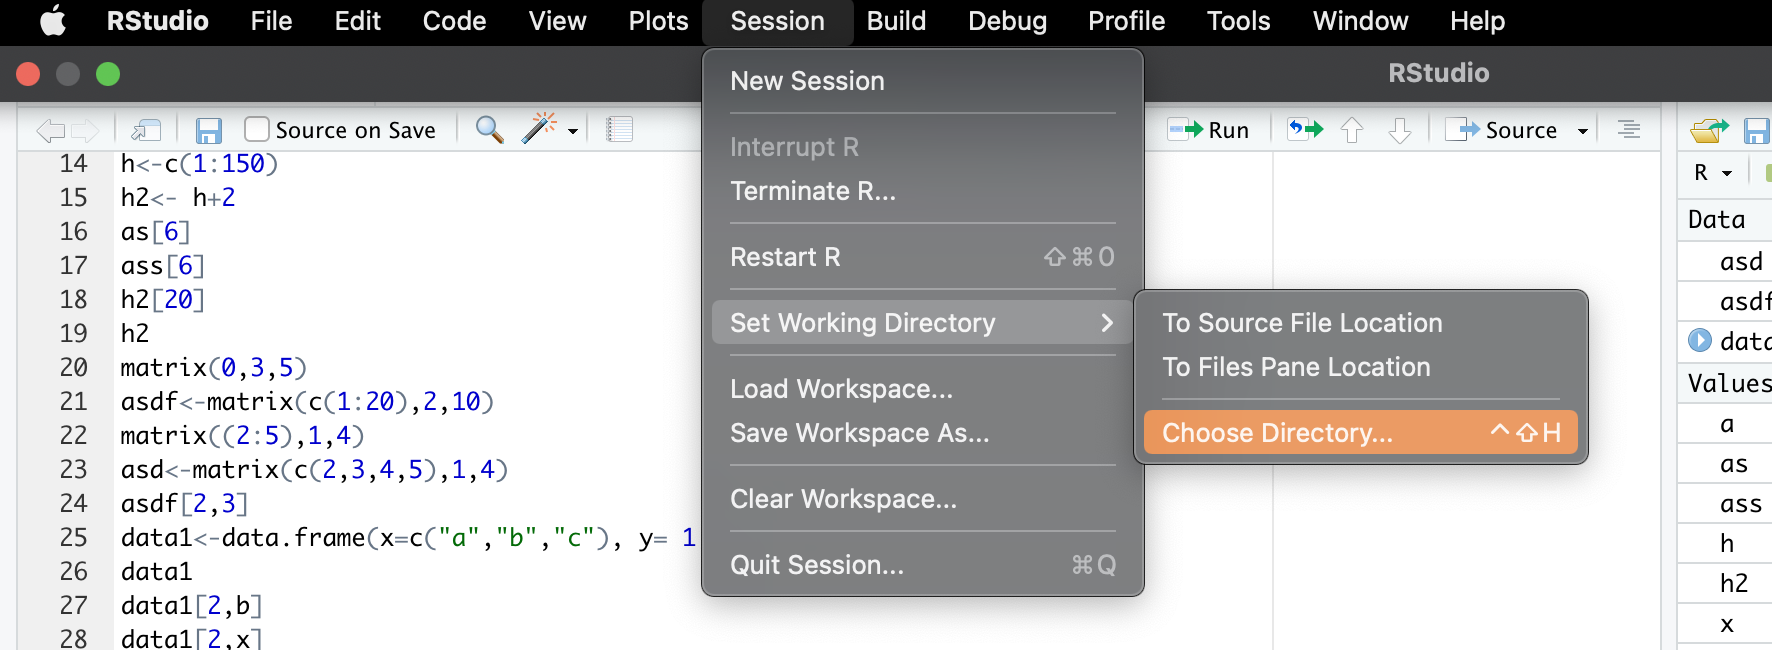 RStudio File Edit Code View Plots Session Build Debug Profile Tools Window Help
RStudio
Source on Save
Run
Source
R
14 h<-c(1:150)
15 h2<- h+2
16 as[6]
17 ass[6]
18 h2[20]
19 h2
20 matrix(0,3,5)
21 asdf<-matrix(c(1:20),2,10)
22 matrix((2:5),1,4)
23 asd<-matrix(c(2,3,4,5),1,4)
24 asdf[2,3]
25 data1<-data.frame(x=c("a","b","c"), y= 1
26 data1
27 data1[2,b]
28 data1[2,x]
New Session
Interrupt R
Terminate R...
Restart R ⇧⌘0
Set Working Directory
Load Workspace...
Save Workspace As...
Clear Workspace...
Quit Session... ⌘Q
To Source File Location
To Files Pane Location
Choose Directory... ^⇧H
Data
asd
asdf
data
Values
a
as
ass
h
h2
x